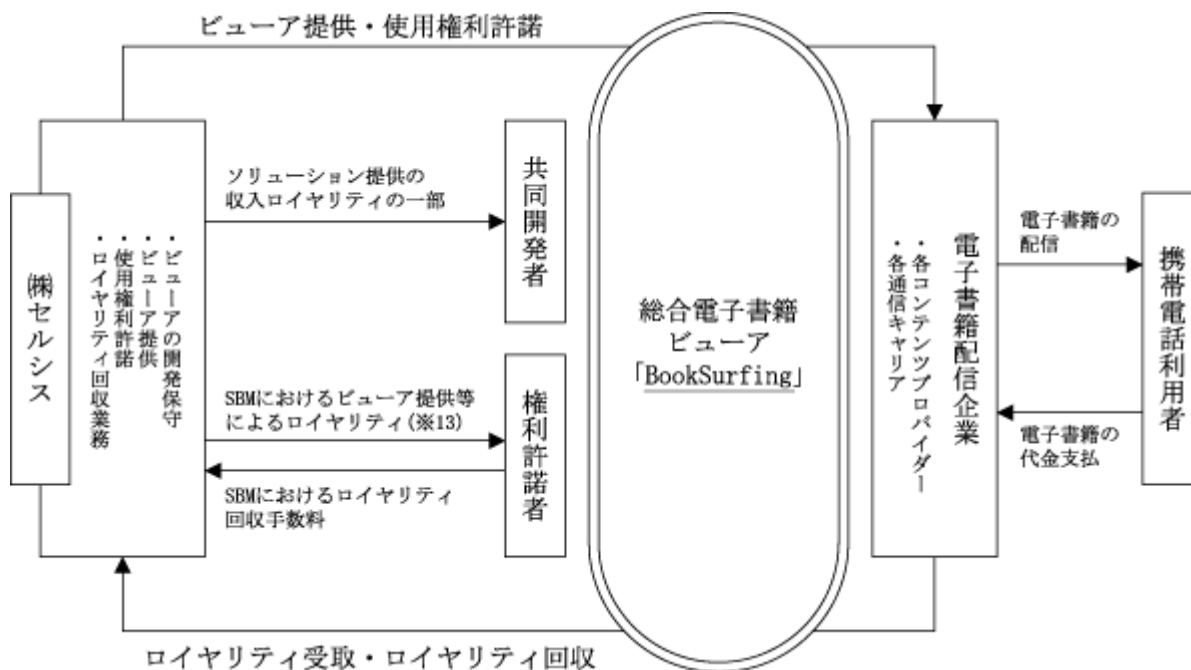 ビューア提供・使用権利許諾
㈱セルシス
・ビューアの開発保守
・ビューア提供
・使用権利許諾
・ロイヤリティ回収業務
ソリューション提供の
収入ロイヤリティの一部
共同開発者
SBMにおけるビューア提供等
によるロイヤリティ(※13)
SBMにおけるロイヤリティ
回収手数料
権利許諾者
総合電子書籍
ビューア
「BookSurfing」
電子書籍配信企業
・各コンテンツプロバイダー
・各通信キャリア
電子書籍の
配信
電子書籍の
代金支払
携帯電話利用者
ロイヤリティ受取・ロイヤリティ回収